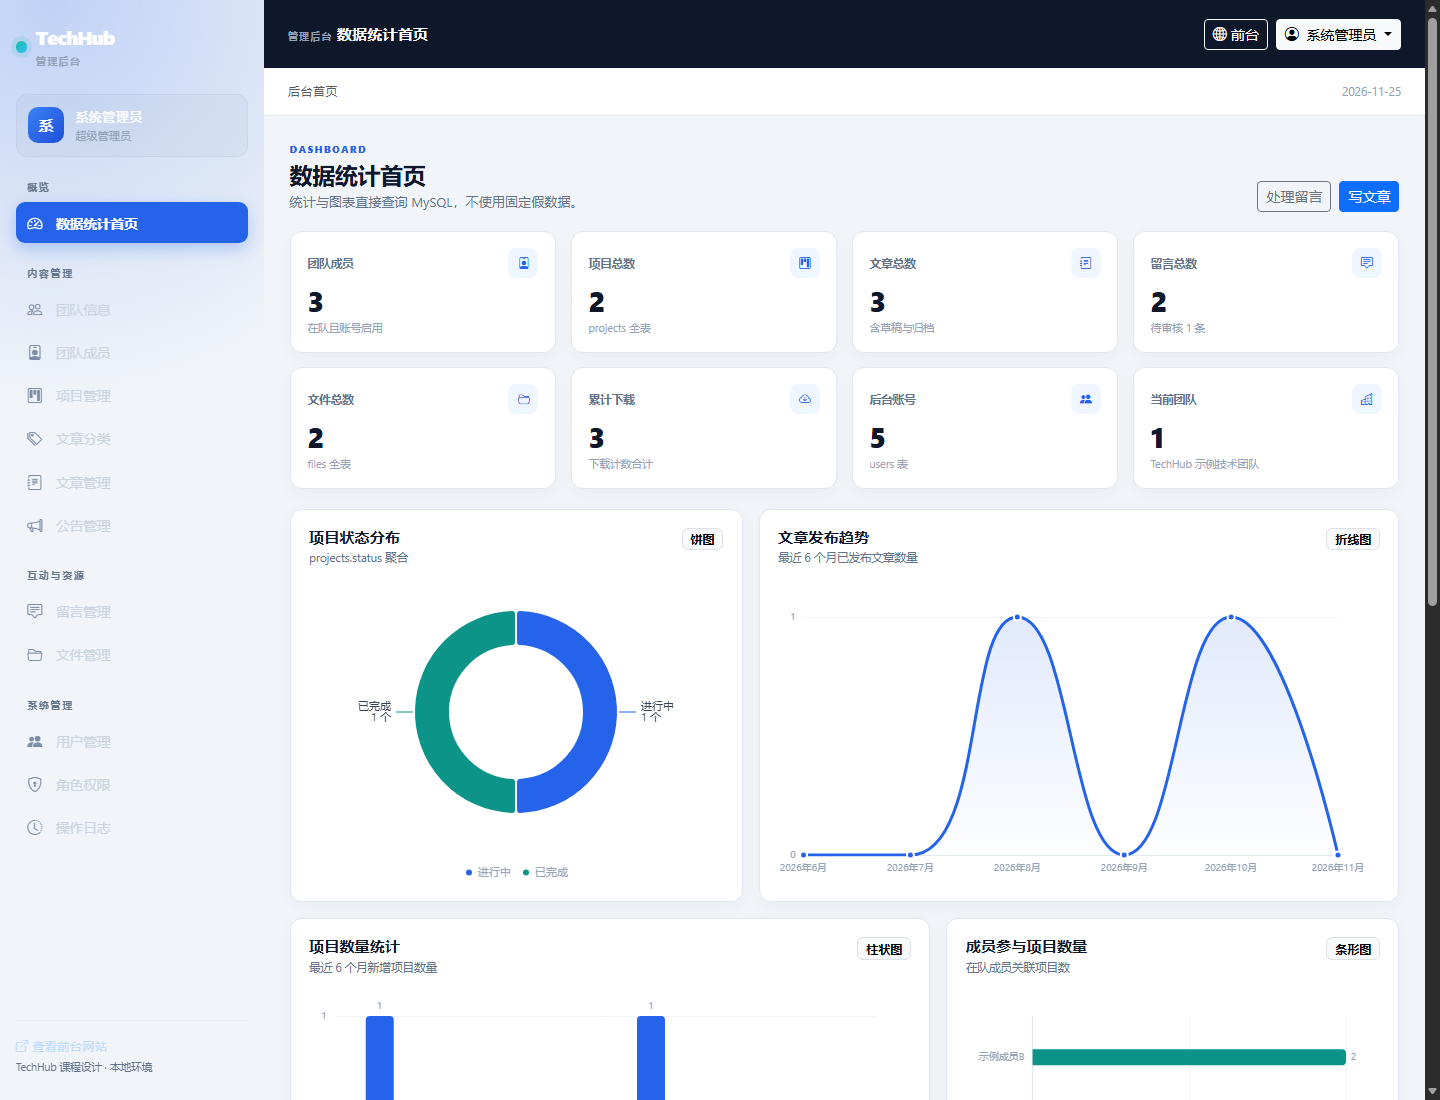 TechHub
管理后台
系
系统管理员
超级管理员
概览
数据统计首页
内容管理
团队信息
团队成员
项目管理
文章分类
文章管理
公告管理
互动与资源
留言管理
文件管理
系统管理
用户管理
角色权限
操作日志
查看前台网站
TechHub 课程设计 · 本地环境
管理后台 数据统计首页
前台
系统管理员
后台首页
2026-11-25
DASHBOARD
数据统计首页
统计与图表直接查询 MySQL，不使用固定假数据。
处理留言
写文章
团队成员
3
在队且账号启用
项目总数
2
projects 全表
文章总数
3
含草稿与归档
留言总数
2
待审核 1 条
文件总数
2
files 全表
累计下载
3
下载计数合计
后台账号
5
users 表
当前团队
1
TechHub 示例技术团队
项目状态分布
projects.status 聚合
饼图
已完成
1 个
进行中
1 个
进行中
已完成
文章发布趋势
最近 6 个月已发布文章数量
折线图
1
0
2026年6月
2026年7月
2026年8月
2026年9月
2026年10月
2026年11月
项目数量统计
最近 6 个月新增项目数量
柱状图
1
1
1
成员参与项目数量
在队成员关联项目数
条形图
示例成员B
2